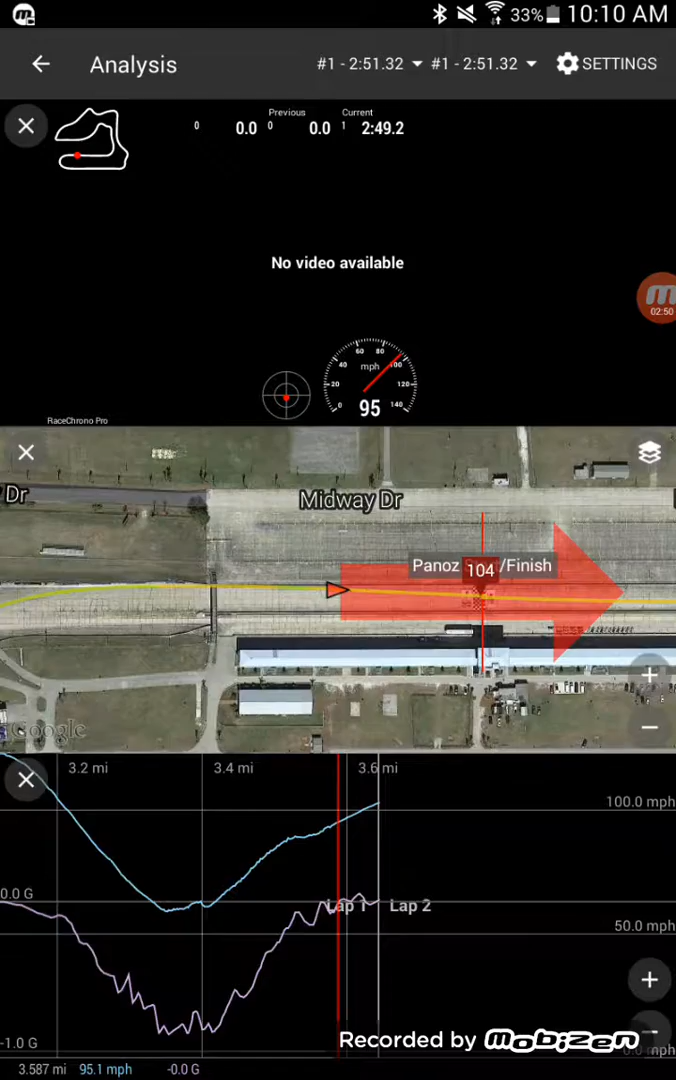 33% 10:10 AM
Analysis #1 - 2:51.32 #1 - 2:51.32 SETTINGS
Previous Current
0 0.0 0 0.0 1 2:49.2
No video available
02:50
60 80
40 mph 100
20 120
0 95 140
RaceChrono Pro
Dr Midway Dr
Panoz 104 /Finish
Google
3.2 mi 3.4 mi 3.6 mi
100.0 mph
0.0 G
Lap 1 Lap 2
50.0 mph
-1.0 G
Recorded by mobizen
0.0 mph
3.587 mi 95.1 mph -0.0 G